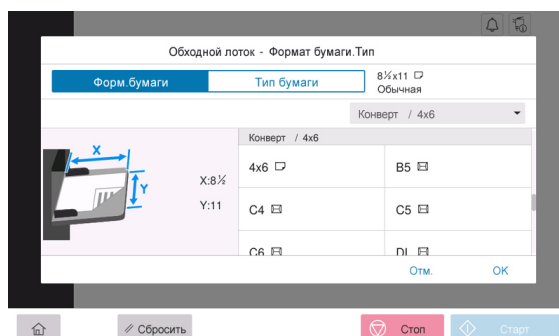 Обходной лоток - Формат бумаги.Тип
Форм.бумаги
Тип бумаги
8½x11
Обычная
Конверт / 4x6
X
Y
X:8½
Y:11
Конверт / 4x6
4x6
B5
C4
C5
C6
DL
Отм.
OK
Сбросить
Стоп
Старт